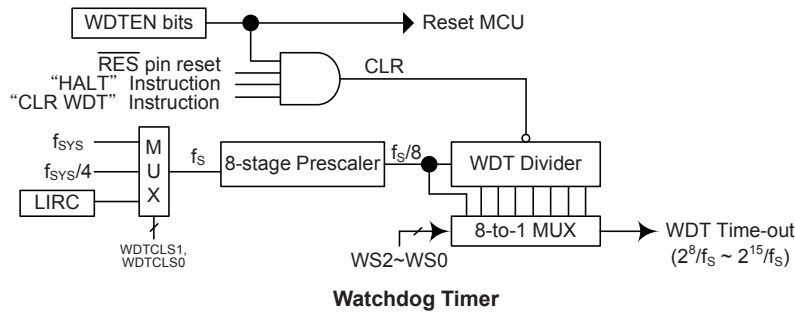 WDTEN bits
Reset MCU
RES pin reset
“HALT” Instruction
“CLR WDT” Instruction
CLR
fSYS
fSYS/4
LIRC
M
U
X
fS
8-stage Prescaler
fS/8
WDT Divider
WDTCLS1,
WDTCLS0
WS2~WS0
8-to-1 MUX
WDT Time-out
(2^8/fS ~ 2^15/fS)
Watchdog Timer